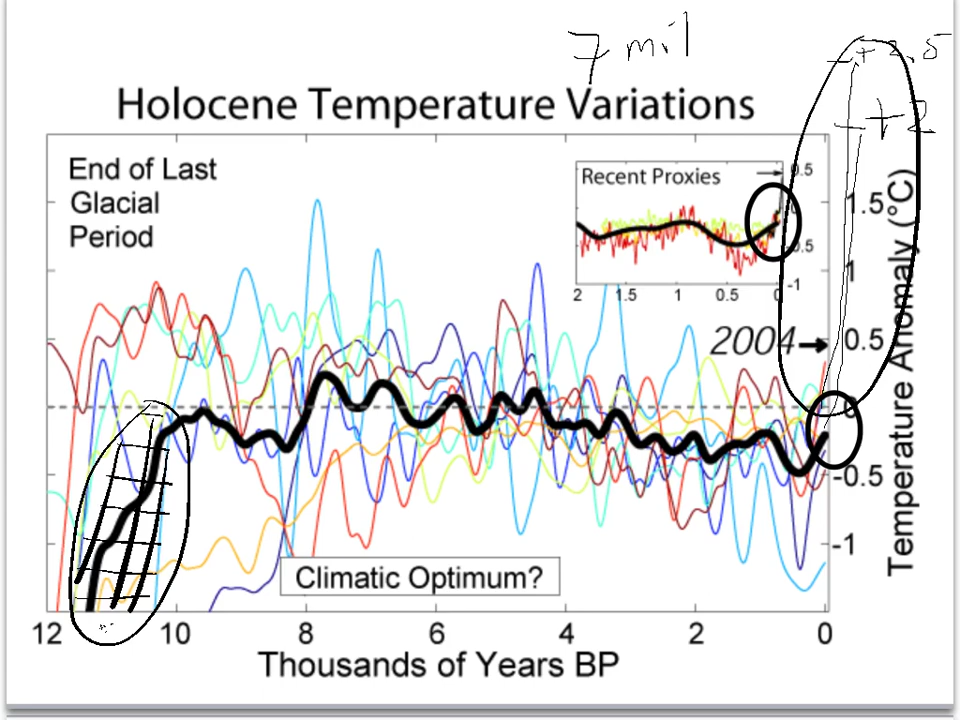 7 mil
+2.5
+2
Holocene Temperature Variations
End of Last
Glacial
Period
Recent Proxies
0.5
-0.5
-1
2 1.5 1 0.5 0
2004
1.5
1
0.5
0
-0.5
-1
Temperature Anomaly (°C)
Climatic Optimum?
12 10 8 6 4 2 0
Thousands of Years BP